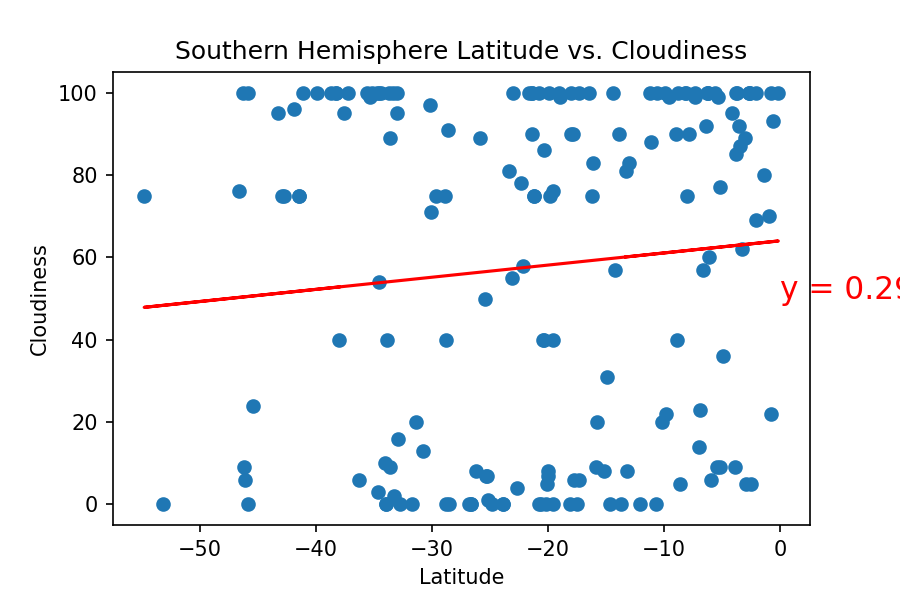 Southern Hemisphere Latitude vs. Cloudiness
100
80
60
40
20
0
Cloudiness
y = 0.29
−50 −40 −30 −20 −10 0
Latitude